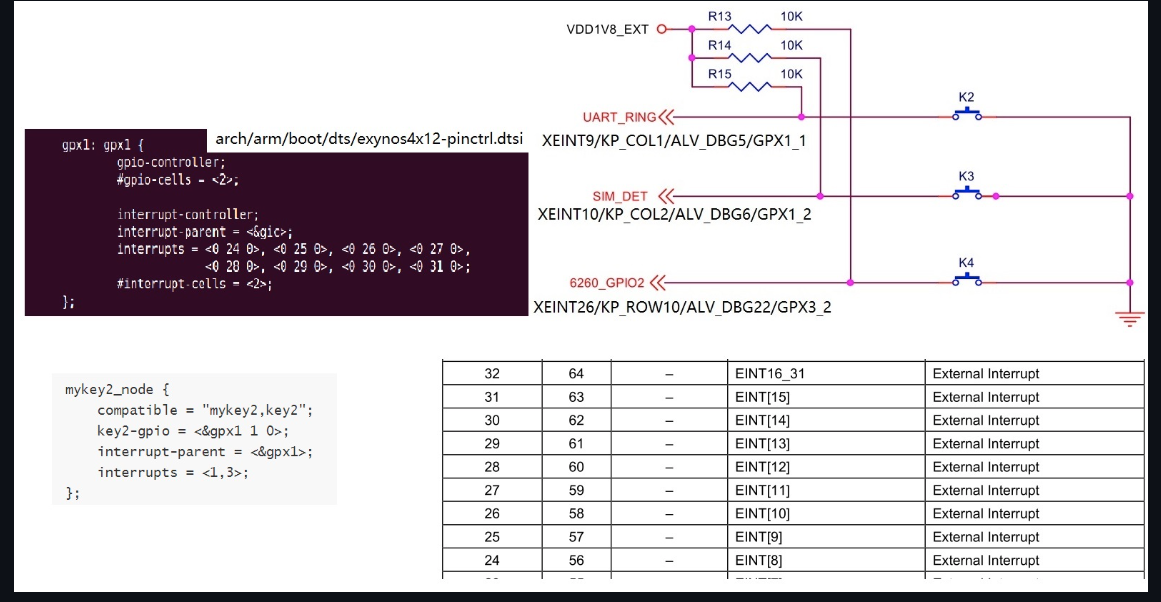 R13 10K
VDD1V8_EXT
R14 10K
R15 10K
K2
UART_RING
XEINT9/KP_COL1/ALV_DBG5/GPX1_1
K3
SIM_DET
XEINT10/KP_COL2/ALV_DBG6/GPX1_2
K4
6260_GPIO2
XEINT26/KP_ROW10/ALV_DBG22/GPX3_2
arch/arm/boot/dts/exynos4x12-pinctrl.dtsi
gpx1: gpx1 {
gpio-controller;
#gpio-cells = <2>;
interrupt-controller;
interrupt-parent = <&gic>;
interrupts = <0 24 0>, <0 25 0>, <0 26 0>, <0 27 0>,
<0 28 0>, <0 29 0>, <0 30 0>, <0 31 0>;
#interrupt-cells = <2>;
};
mykey2_node {
compatible = "mykey2,key2";
key2-gpio = <&gpx1 1 0>;
interrupt-parent = <&gpx1>;
interrupts = <1,3>;
};
32 64 – EINT16_31 External Interrupt
31 63 – EINT[15] External Interrupt
30 62 – EINT[14] External Interrupt
29 61 – EINT[13] External Interrupt
28 60 – EINT[12] External Interrupt
27 59 – EINT[11] External Interrupt
26 58 – EINT[10] External Interrupt
25 57 – EINT[9] External Interrupt
24 56 – EINT[8] External Interrupt